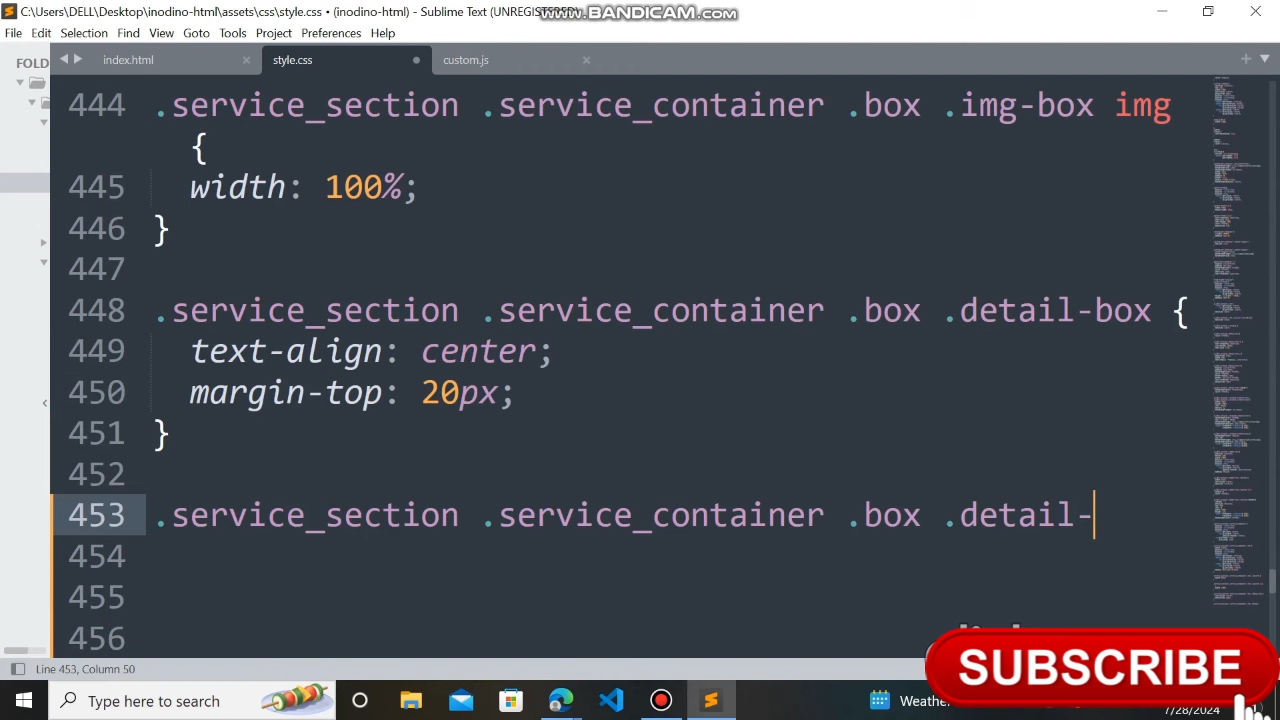 C:\Users\DELL\Desktop\inodino-html\assets\css\style.css • (inodino-html) - Sublime Text (UNREGISTERED)
www.BANDICAM.com
File Edit Selection Find View Goto Tools Project Preferences Help
FOLD
index.html × style.css custom.js ×
444 .service_section .service_container .box .img-box img
{
445 width: 100%;
446 }
447
448 .service_section .service_container .box .detail-box {
449 text-align: center;
450 margin-top: 20px;
451 }
452
453 .service_section .service_container .box .detail-
454
455
456
Line 453, Column 50
SUBSCRIBE
Type here to search
7/28/2024